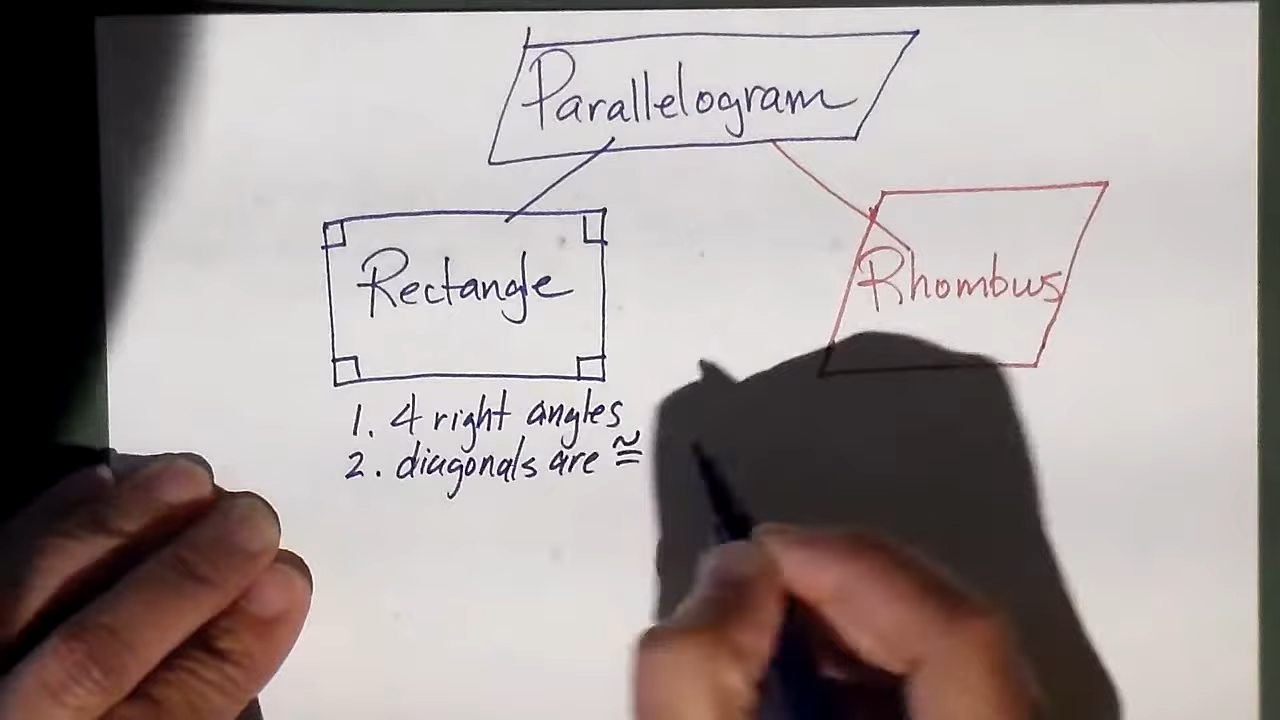 Parallelogram
Rectangle
Rhombus
1. 4 right angles
2. diagonals are ≅